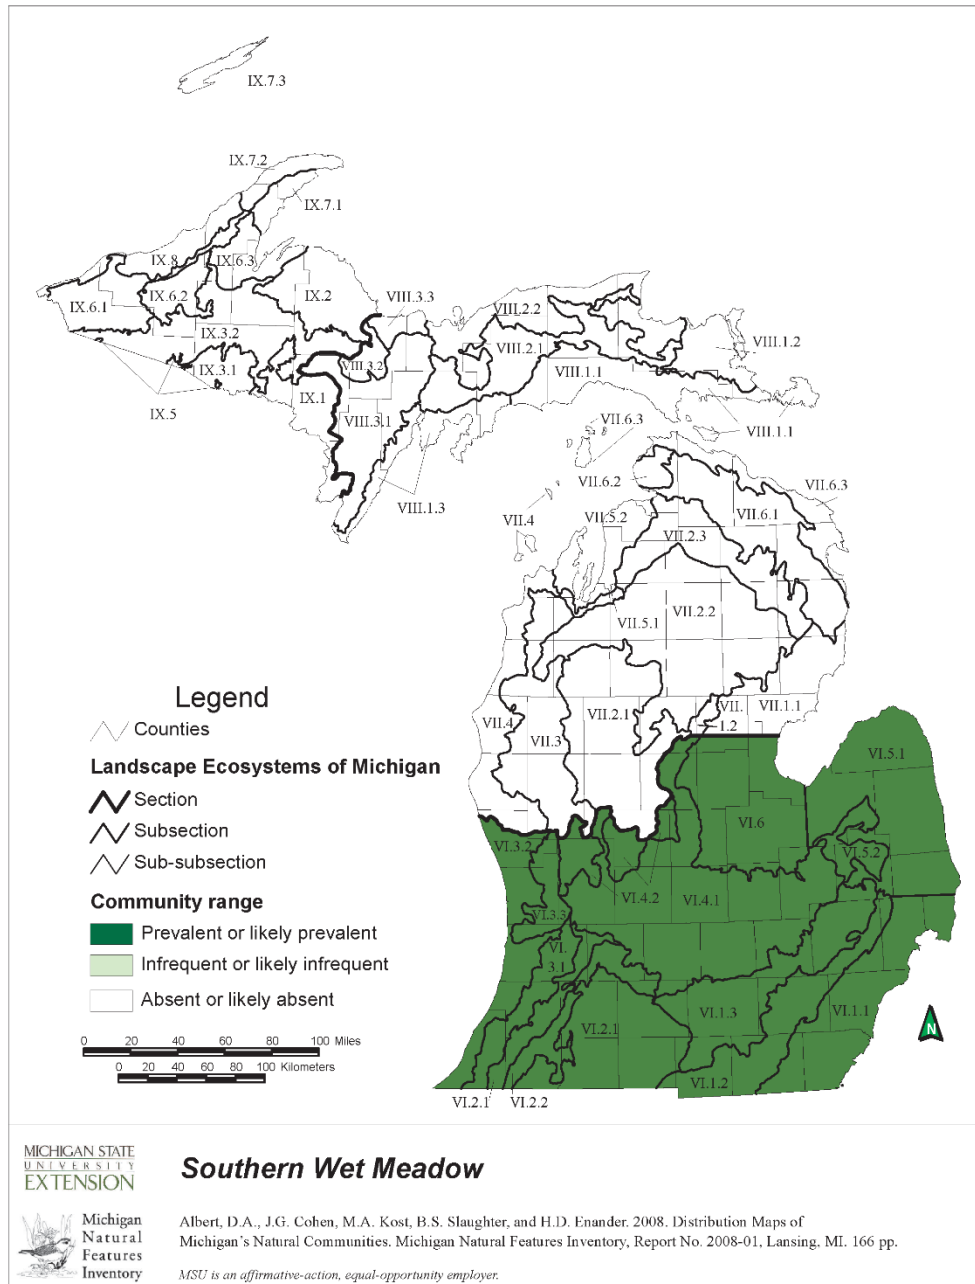 IX.7.3
IX.7.2
IX.7.1
IX.8
IX.6.3
IX.6.1
IX.6.2
IX.2
VIII.3.3
VIII.2.2
IX.3.2
VIII.2.1
VIII.1.2
IX.3.1
VIII.3.2
VIII.1.1
IX.1
IX.5
VIII.3.1
VII.6.3
VIII.1.1
VII.6.2
VII.6.3
VIII.1.3
VII.4
VII.5.2
VII.6.1
VII.2.3
VII.5.1
VII.2.2
VII.4
VII.2.1
VII.
1.2
VII.1.1
VII.3
VI.5.1
VI.6
VI.3.2
VI.5.2
VI.4.2
VI.4.1
VI.3.3
VI.
3.1
VI.1.3
VI.1.1
VI.2.1
VI.1.2
VI.2.1
VI.2.2
Legend
Counties
Landscape Ecosystems of Michigan
Section
Subsection
Sub-subsection
Community range
Prevalent or likely prevalent
Infrequent or likely infrequent
Absent or likely absent
0 20 40 60 80 100 Miles
0 20 40 60 80 100 Kilometers
N
MICHIGAN STATE
UNIVERSITY
EXTENSION
Southern Wet Meadow
Michigan
Natural
Features
Inventory
Albert, D.A., J.G. Cohen, M.A. Kost, B.S. Slaughter, and H.D. Enander. 2008. Distribution Maps of
Michigan's Natural Communities. Michigan Natural Features Inventory, Report No. 2008-01, Lansing, MI. 166 pp.
MSU is an affirmative-action, equal-opportunity employer.